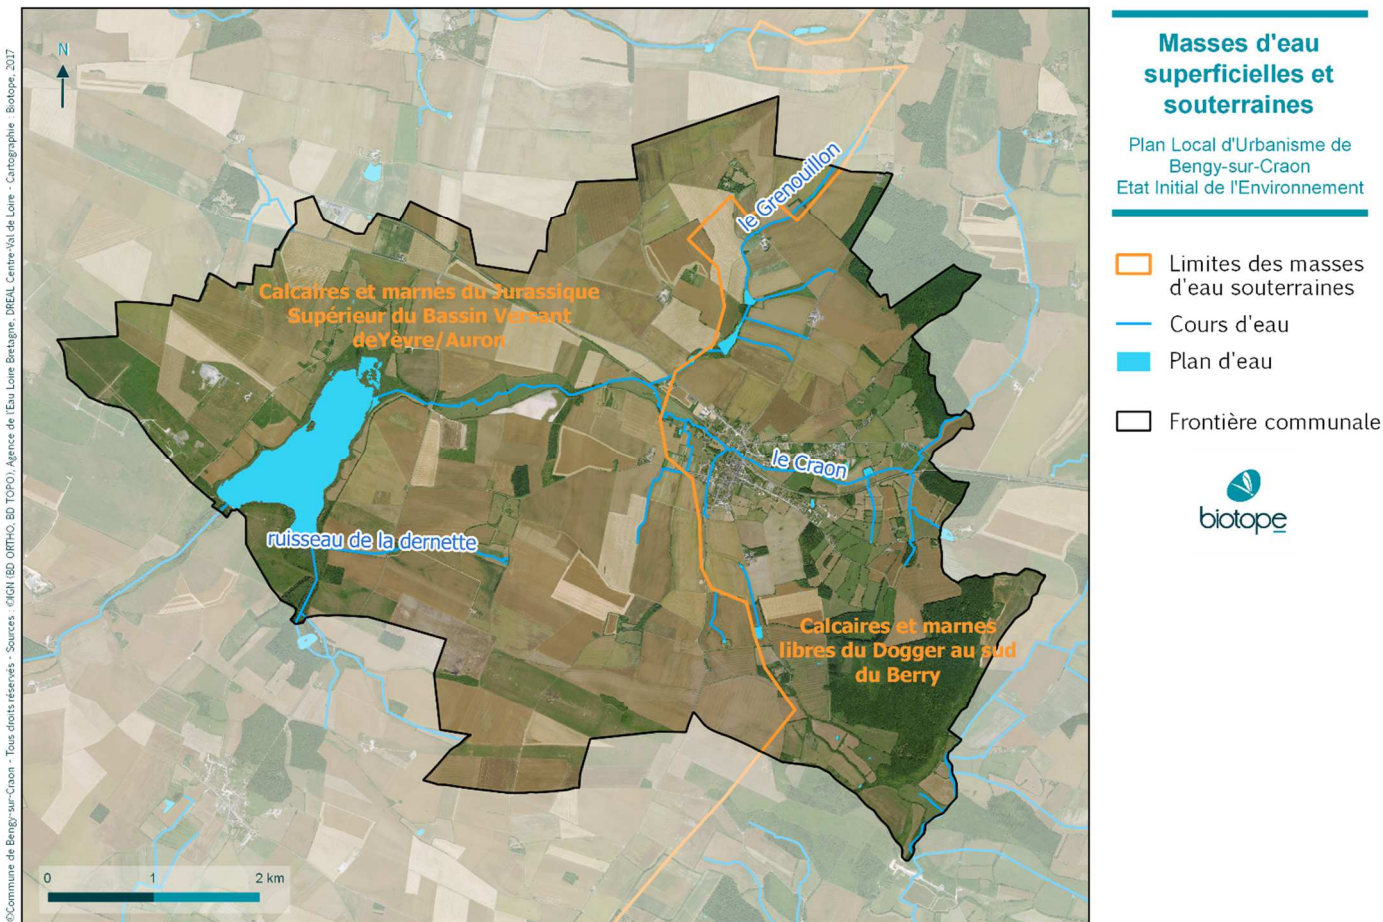 Masses d'eau
superficielles et
souterraines
Plan Local d'Urbanisme de
Bengy-sur-Craon
Etat Initial de l'Environnement
Limites des masses
d'eau souterraines
Cours d'eau
Plan d'eau
Frontière communale
biotope
N
le Grenouillon
Calcaires et marnes du Jurassique
Supérieur du Bassin Versant
deYèvre/Auron
le Craon
ruisseau de la dernette
Calcaires et marnes
libres du Dogger au sud
du Berry
0 1 2 km
©Commune de Bengy-sur-Craon - Tous droits réservés - Sources : ©IGN (BD ORTHO, BD TOPO), Agence de l'Eau Loire Bretagne, DREAL Centre-Val de Loire - Cartographie : Biotope, 2017